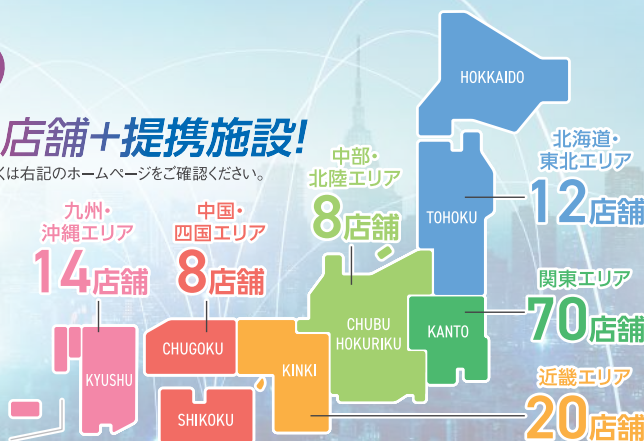 店舗+提携施設!
くは右記のホームページをご確認ください。
HOKKAIDO
北海道・
東北エリア
12店舗
中部・
北陸エリア
8店舗
TOHOKU
九州・
沖縄エリア
14店舗
中国・
四国エリア
8店舗
関東エリア
70店舗
CHUBU
HOKURIKU
KANTO
CHUGOKU
KINKI
KYUSHU
近畿エリア
20店舗
SHIKOKU